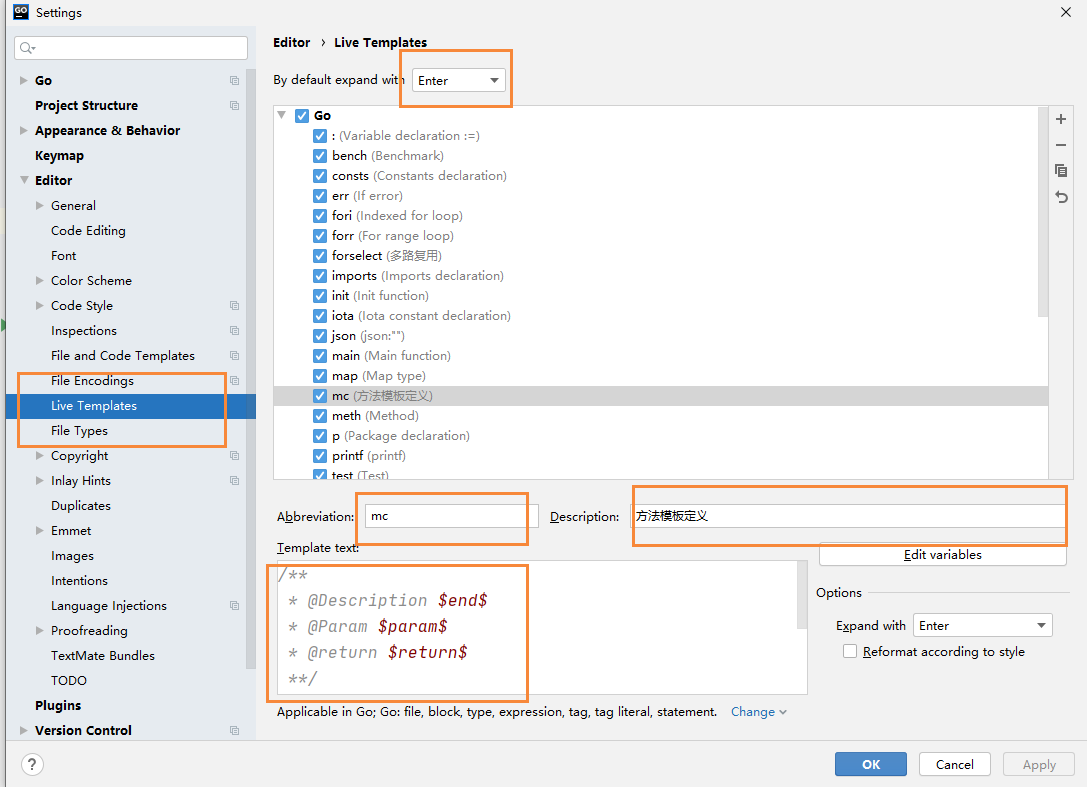 GO Settings
Editor › Live Templates
By default expand with Enter
Go
Project Structure
Appearance & Behavior
Keymap
Editor
General
Code Editing
Font
Color Scheme
Code Style
Inspections
File and Code Templates
File Encodings
Live Templates
File Types
Copyright
Inlay Hints
Duplicates
Emmet
Images
Intentions
Language Injections
Proofreading
TextMate Bundles
TODO
Plugins
Version Control
Go
: (Variable declaration :=)
bench (Benchmark)
consts (Constants declaration)
err (If error)
fori (Indexed for loop)
forr (For range loop)
forselect (多路复用)
imports (Imports declaration)
init (Init function)
iota (Iota constant declaration)
json (json:"")
main (Main function)
map (Map type)
mc (方法模板定义)
meth (Method)
p (Package declaration)
printf (printf)
test (Test)
Abbreviation: mc Description: 方法模板定义
Template text:
/**
* @Description $end$
* @Param $param$
* @return $return$
**/
Edit variables
Options
Expand with Enter
Reformat according to style
Applicable in Go; Go: file, block, type, expression, tag, tag literal, statement. Change
? OK Cancel Apply